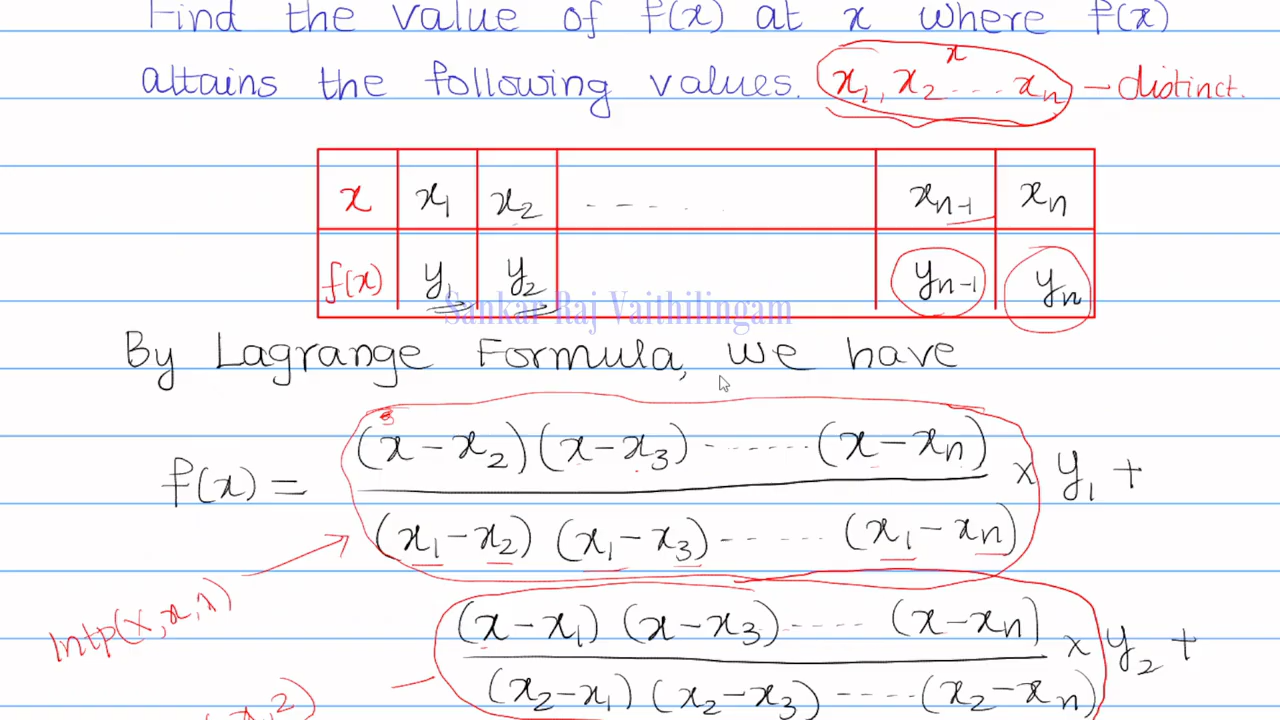 Find the value of f(x) at x where f(x)
attains the following values. x₁, x₂ .... xₙ – distinct.
x
x x₁ x₂ ------ xₙ₋₁ xₙ
f(x) y₁ y₂ yₙ₋₁ yₙ
Sankar Raj Vaithilingam
By Lagrange Formula, we have
(x-x₂)(x-x₃)........(x-xₙ)
f(x) = × y₁ +
(x₁-x₂) (x₁-x₃)........(x₁-xₙ)
(x-x₁) (x-x₃)........(x-xₙ)
× y₂ +
(x₂-x₁) (x₂-x₃)----(x₂-xₙ)
lntp(X,x,1)
x,2)